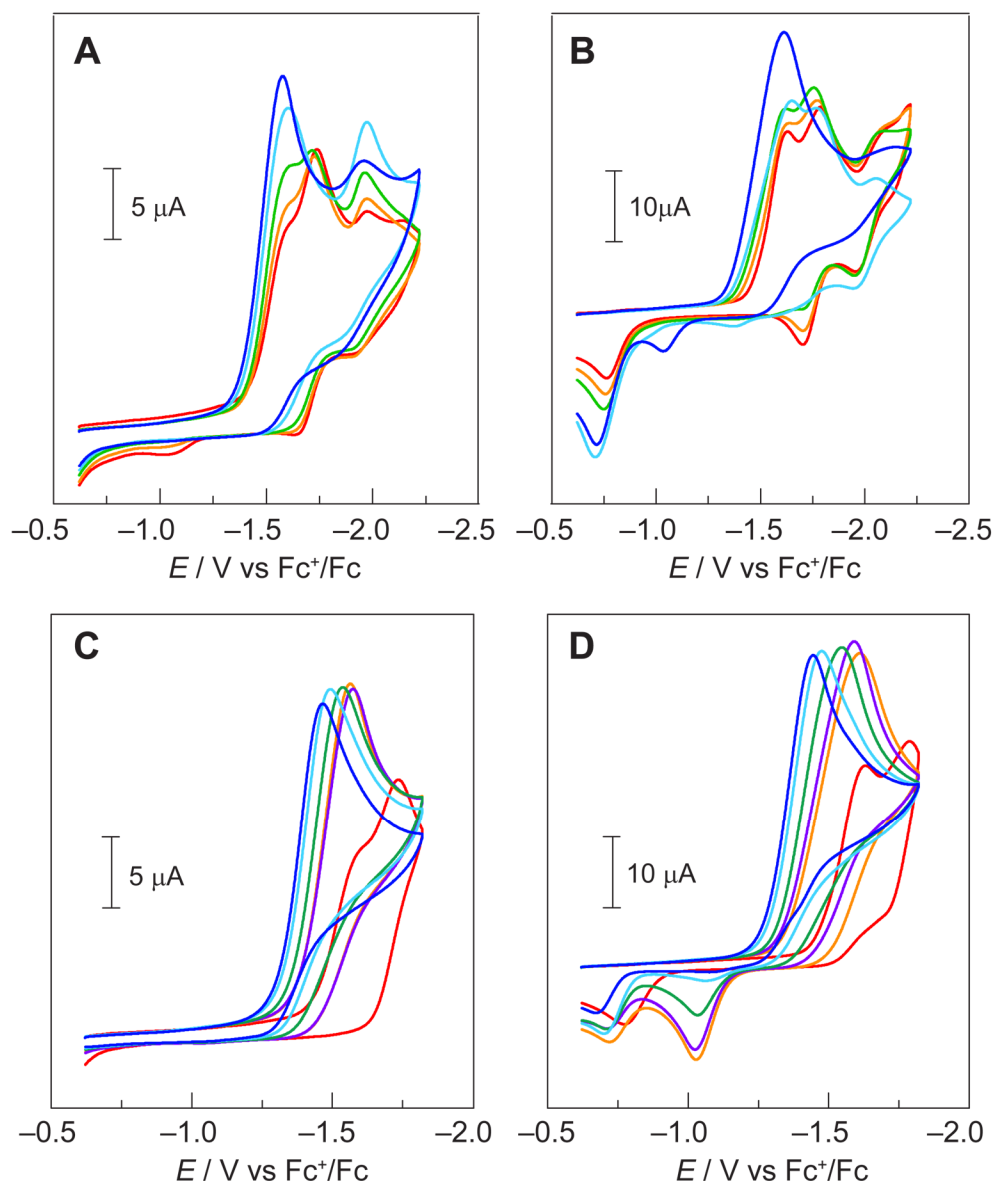 A
B
5 μA
10μA
–0.5 –1.0 –1.5 –2.0 –2.5
–0.5 –1.0 –1.5 –2.0 –2.5
E / V vs Fc⁺/Fc
E / V vs Fc⁺/Fc
C
D
5 μA
10 μA
–0.5 –1.0 –1.5 –2.0
–0.5 –1.0 –1.5 –2.0
E / V vs Fc⁺/Fc
E / V vs Fc⁺/Fc